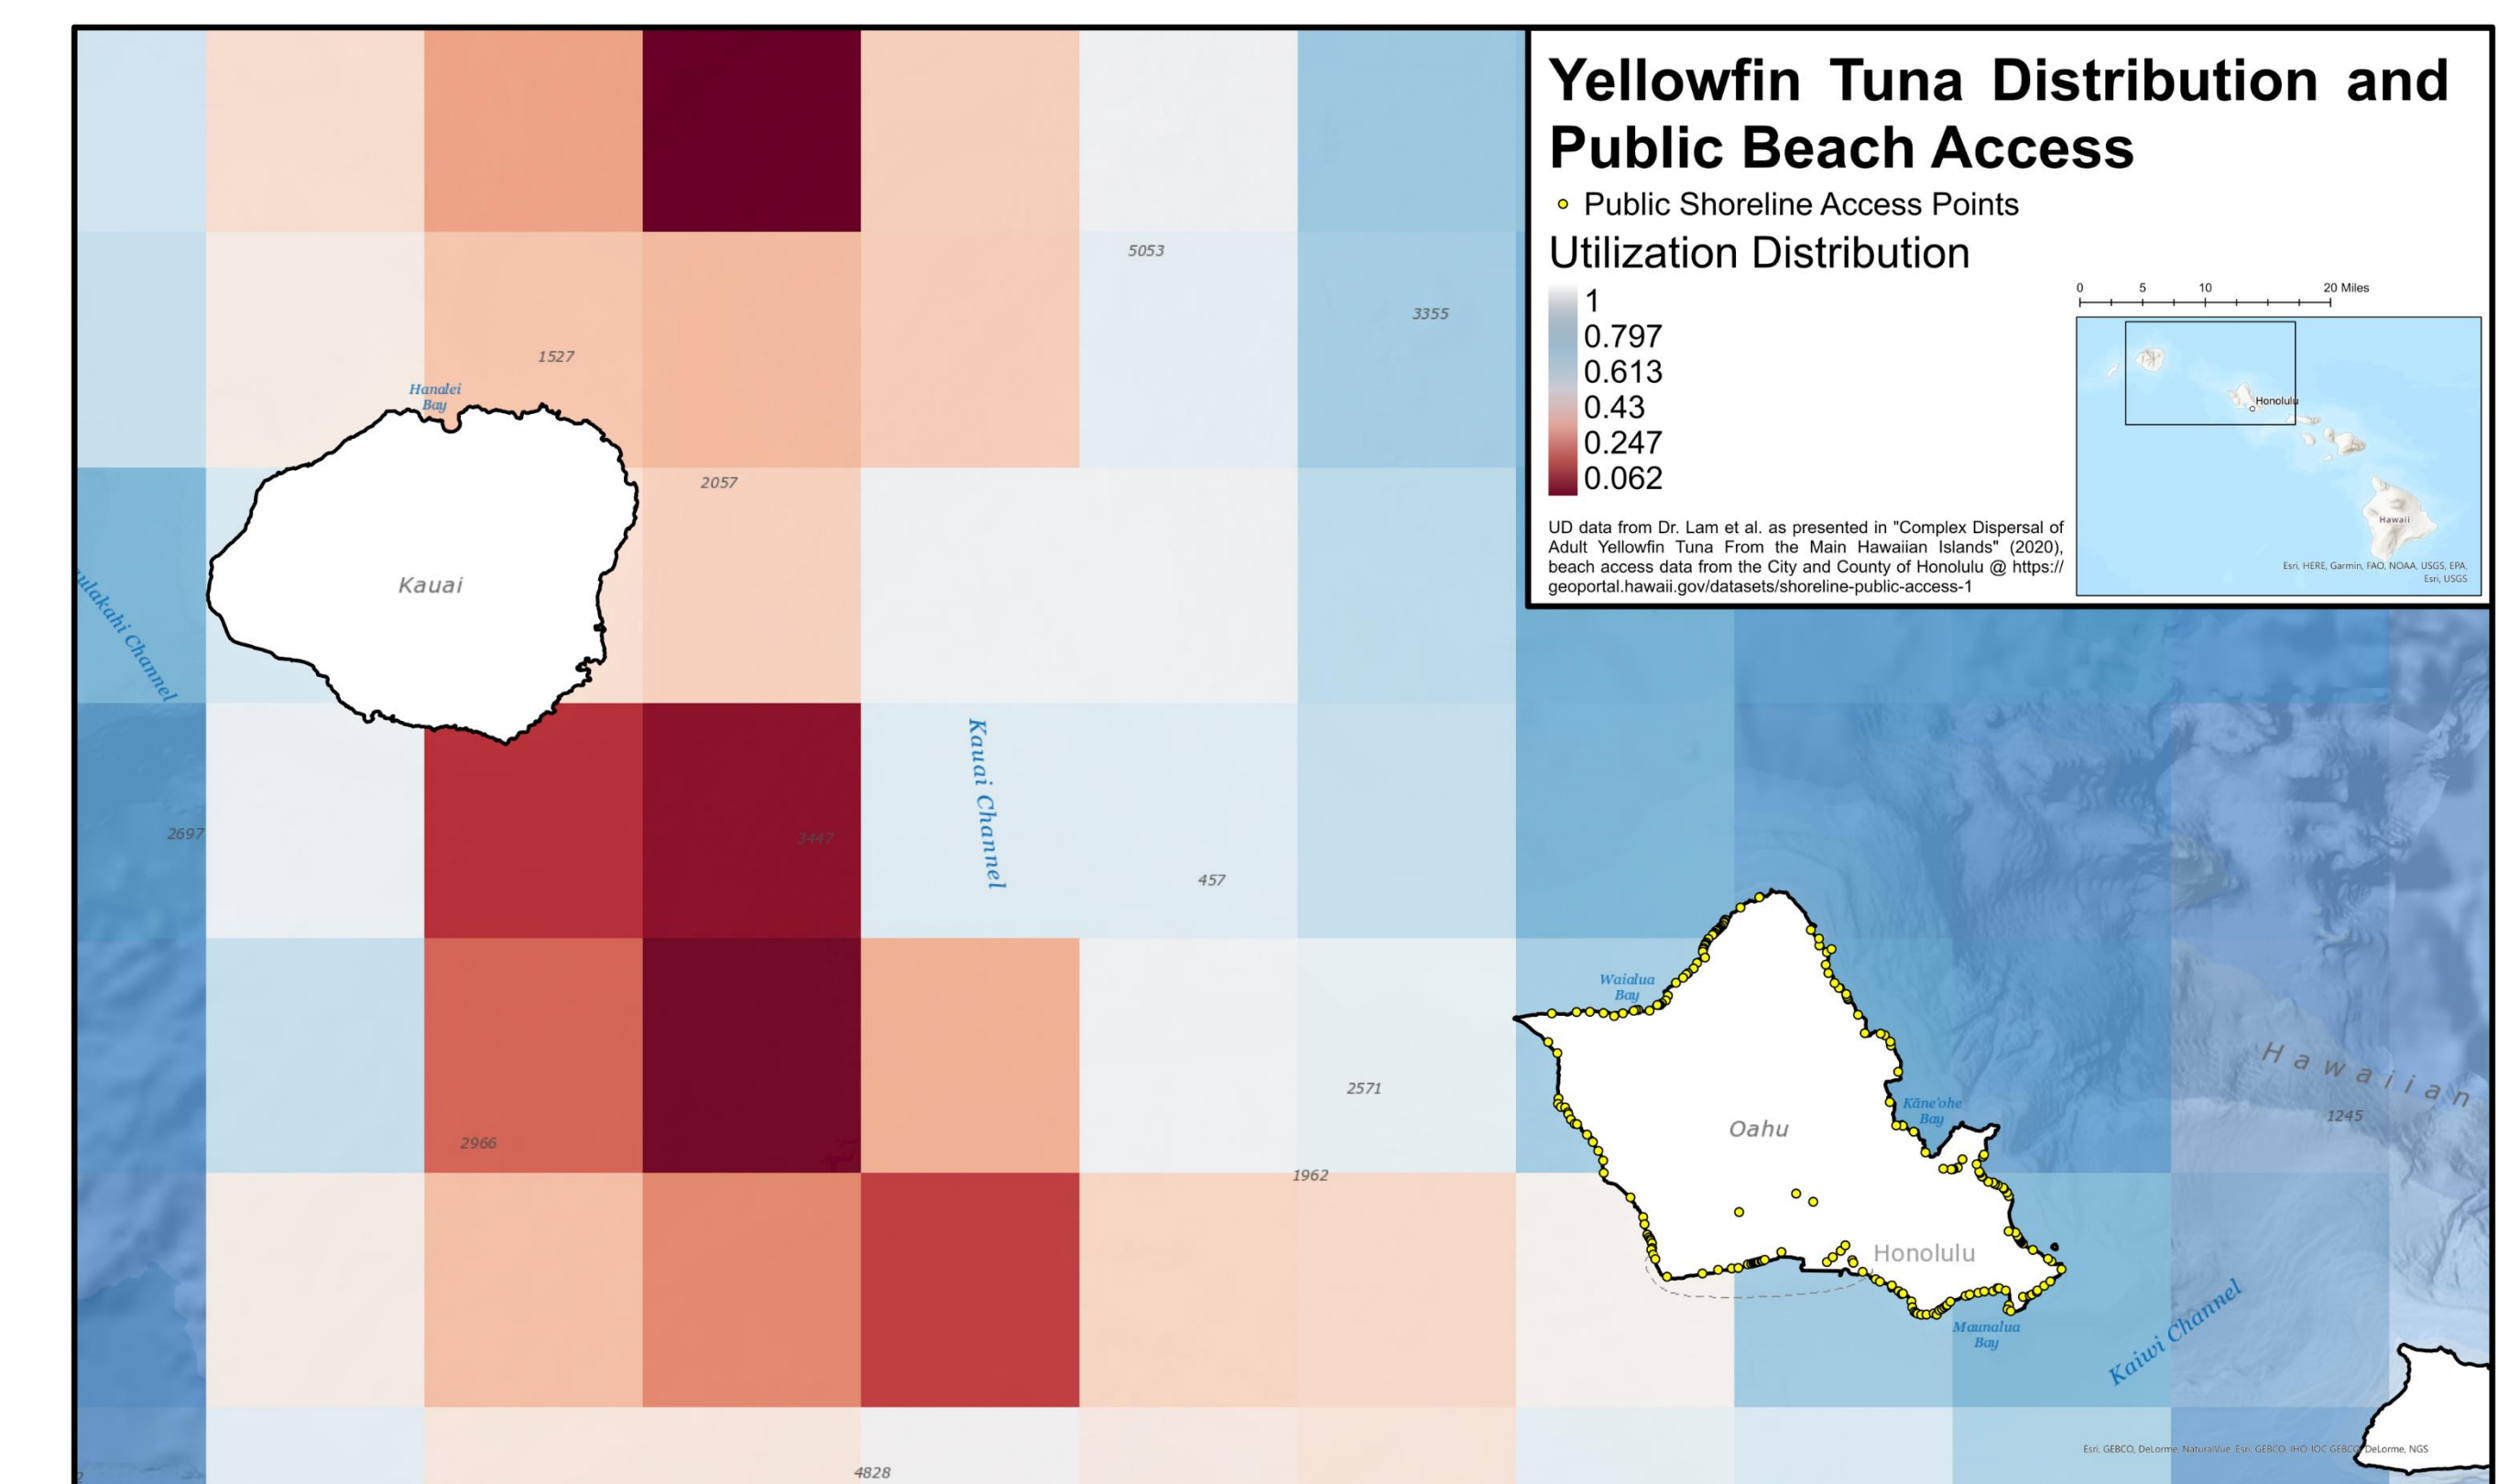 Yellowfin Tuna Distribution and
Public Beach Access
Public Shoreline Access Points
Utilization Distribution
1
0.797
0.613
0.43
0.247
0.062
0 5 10 20 Miles
Honolulu
Hawaii
Esri, HERE, Garmin, FAO, NOAA, USGS, EPA,
Esri, USGS
UD data from Dr. Lam et al. as presented in "Complex Dispersal of
Adult Yellowfin Tuna From the Main Hawaiian Islands" (2020),
beach access data from the City and County of Honolulu @ https://
geoportal.hawaii.gov/datasets/shoreline-public-access-1
5053
3355
1527
Hanalei
Bay
2057
Kauai
Kauai Channel
2697
3447
457
Waialua
Bay
2571
Hawaiian
Kāne'ohe
Bay
1245
Oahu
2966
1962
Honolulu
Maunalua
Bay
Kaiwi Channel
Esri, GEBCO, DeLorme, NaturalVue, Esri, GEBCO, IHO IOC GEBCO, DeLorme, NGS
4828